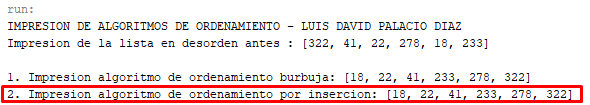 run:
IMPRESION DE ALGORITMOS DE ORDENAMIENTO - LUIS DAVID PALACIO DIAZ
Impresion de la lista en desorden antes : [322, 41, 22, 278, 18, 233]
1. Impresion algoritmo de ordenamiento burbuja: [18, 22, 41, 233, 278, 322]
2. Impresion algoritmo de ordenamiento por insercion: [18, 22, 41, 233, 278, 322]